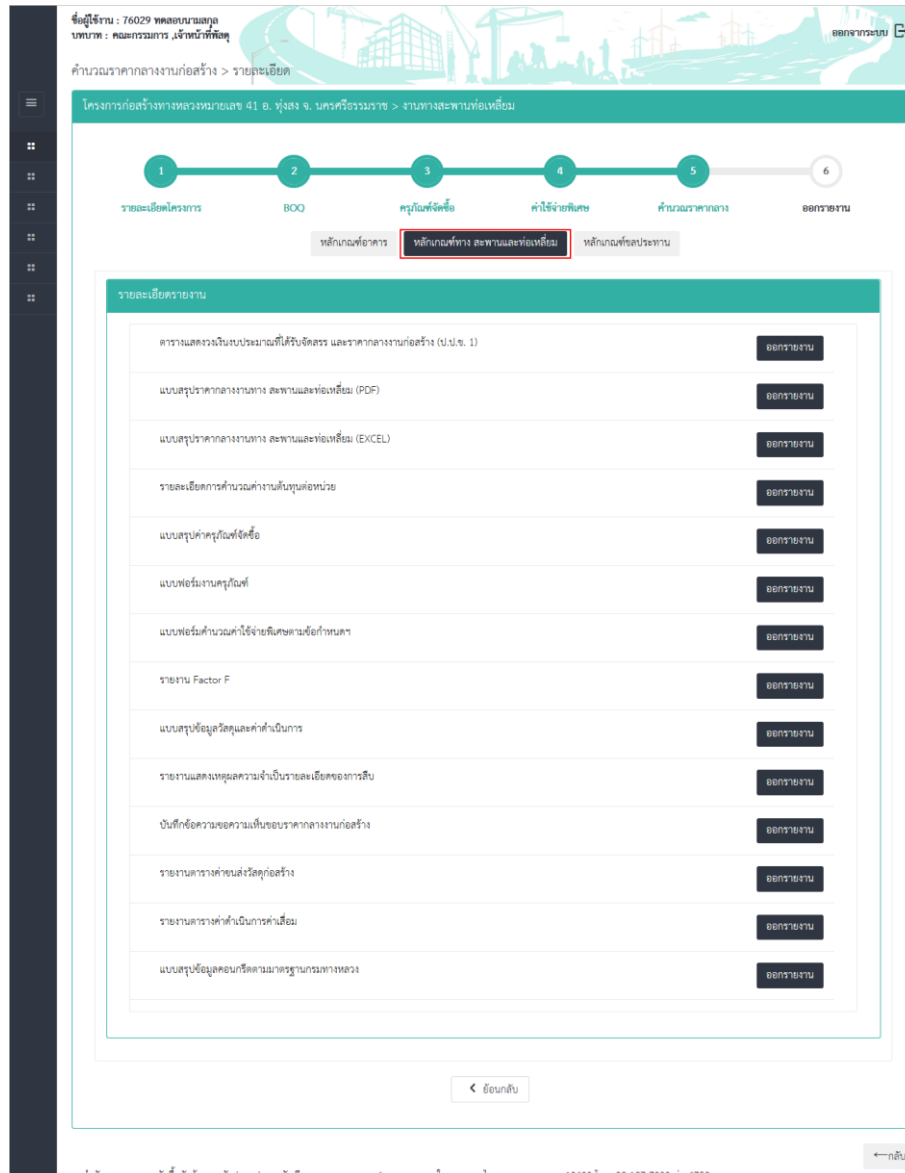 ชื่อผู้ใช้งาน : 76029 ทดสอบนามสกุล
บทบาท : คณะกรรมการ ,เจ้าหน้าที่พัสดุ
ออกจากระบบ
คำนวณราคากลางงานก่อสร้าง > รายละเอียด
โครงการก่อสร้างทางหลวงหมายเลข 41 อ. ทุ่งสง จ. นครศรีธรรมราช > งานทางสะพานท่อเหลี่ยม
1 2 3 4 5 6
รายละเอียดโครงการ BOQ ครุภัณฑ์จัดซื้อ ค่าใช้จ่ายพิเศษ คำนวณราคากลาง ออกรายงาน
หลักเกณฑ์อาคาร หลักเกณฑ์ทาง สะพานและท่อเหลี่ยม หลักเกณฑ์ชลประทาน
รายละเอียดรายงาน
ตารางแสดงวงเงินงบประมาณที่ได้รับจัดสรร และราคากลางงานก่อสร้าง (ป.ป.ช. 1) ออกรายงาน
แบบสรุปราคากลางงานทาง สะพานและท่อเหลี่ยม (PDF) ออกรายงาน
แบบสรุปราคากลางงานทาง สะพานและท่อเหลี่ยม (EXCEL) ออกรายงาน
รายละเอียดการคำนวณค่างานต้นทุนต่อหน่วย ออกรายงาน
แบบสรุปค่าครุภัณฑ์จัดซื้อ ออกรายงาน
แบบฟอร์มงานครุภัณฑ์ ออกรายงาน
แบบฟอร์มคำนวณค่าใช้จ่ายพิเศษตามข้อกำหนดฯ ออกรายงาน
รายงาน Factor F ออกรายงาน
แบบสรุปข้อมูลวัสดุและค่าดำเนินการ ออกรายงาน
รายงานแสดงเหตุผลความจำเป็นรายละเอียดของการสืบ ออกรายงาน
บันทึกข้อความขอความเห็นชอบราคากลางงานก่อสร้าง ออกรายงาน
รายงานตารางค่าขนส่งวัสดุก่อสร้าง ออกรายงาน
รายงานตารางค่าดำเนินการค่าเสื่อม ออกรายงาน
แบบสรุปข้อมูลคอนกรีตตามมาตรฐานกรมทางหลวง ออกรายงาน
ย้อนกลับ
←กลับ